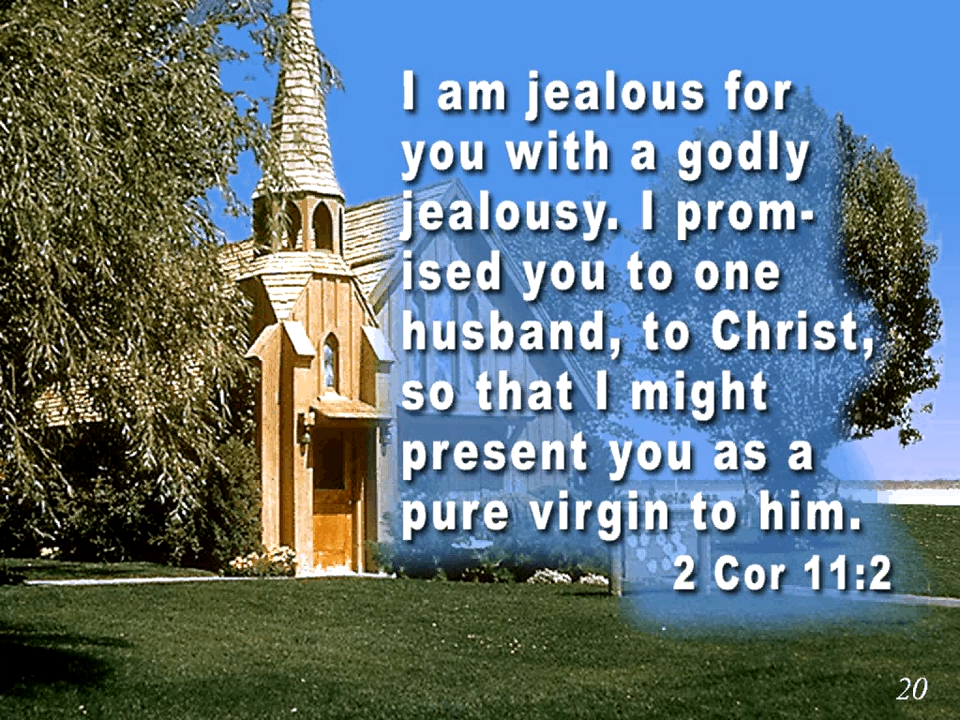 I am jealous for
you with a godly
jealousy. I prom-
ised you to one
husband, to Christ,
so that I might
present you as a
pure virgin to him.
2 Cor 11:2
20